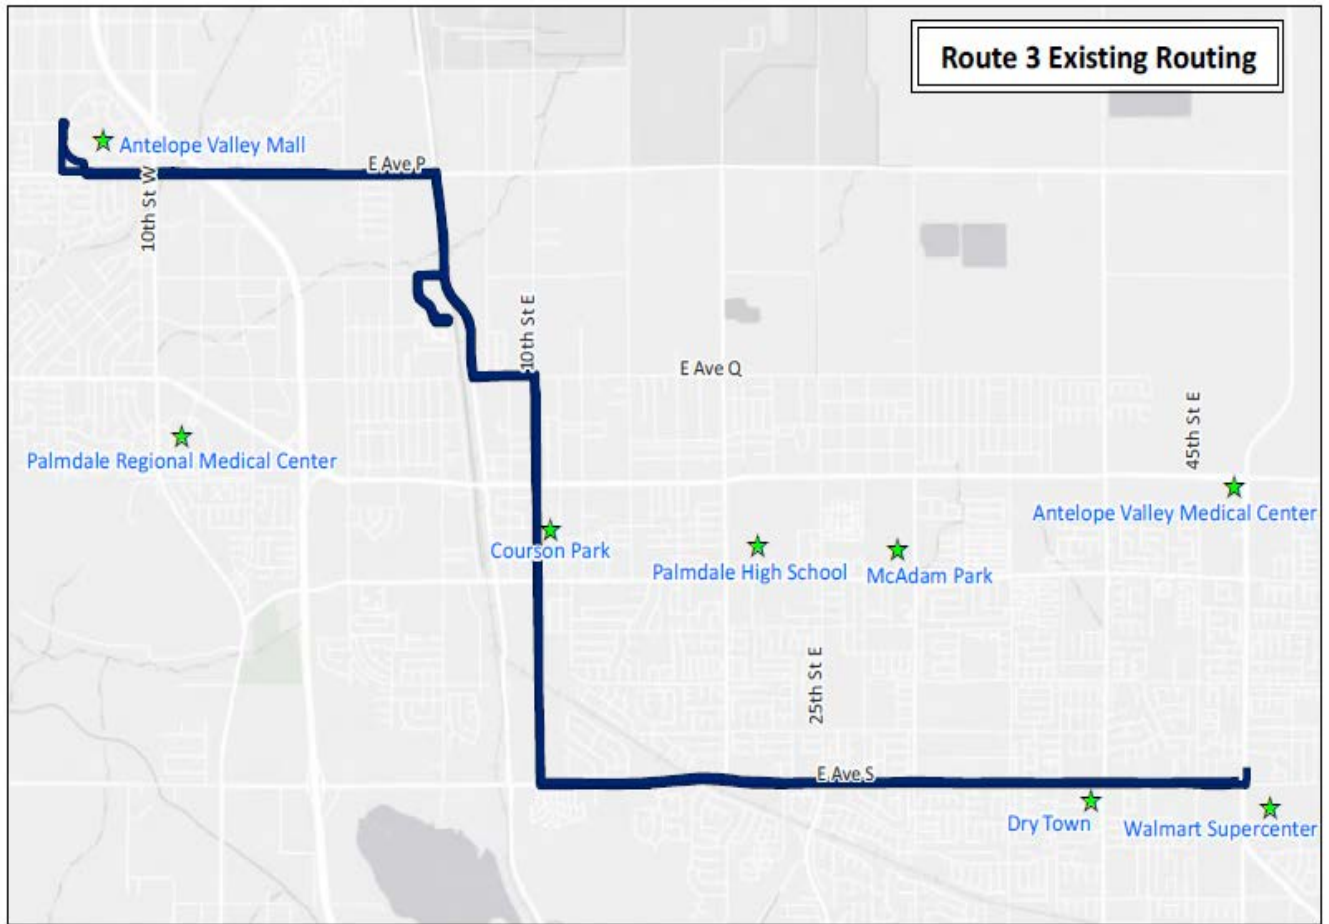 Route 3 Existing Routing
Antelope Valley Mall
E Ave P
10th St W
10th St E
E Ave Q
45th St E
Palmdale Regional Medical Center
Antelope Valley Medical Center
Courson Park
Palmdale High School
McAdam Park
25th St E
E Ave S
Dry Town
Walmart Supercenter